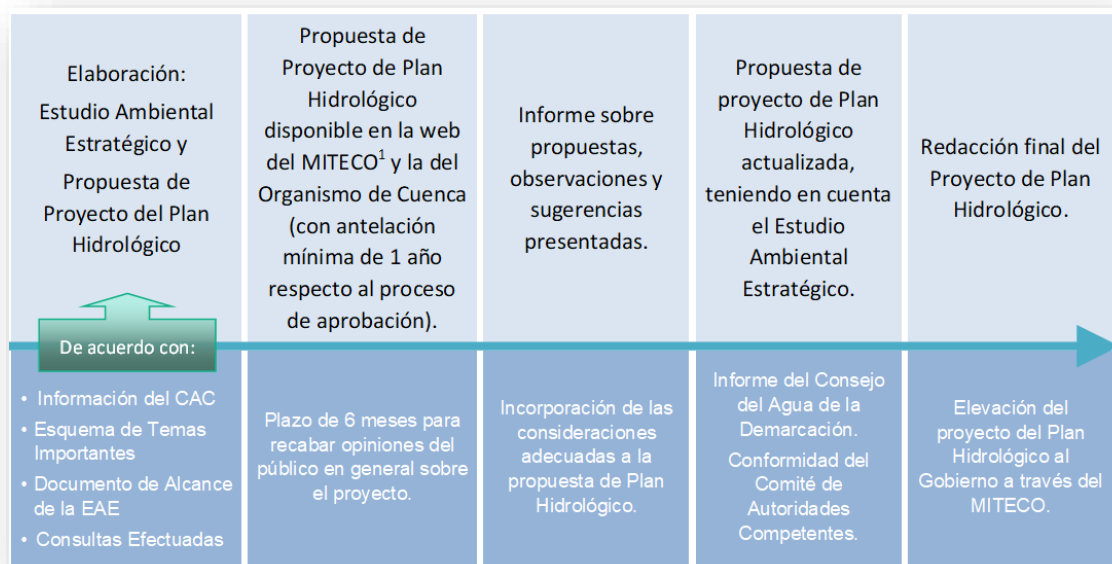 Elaboración:
Estudio Ambiental
Estratégico y
Propuesta de
Proyecto del Plan
Hidrológico
De acuerdo con:
• Información del CAC
• Esquema de Temas
Importantes
• Documento de Alcance
de la EAE
• Consultas Efectuadas
Propuesta de
Proyecto de Plan
Hidrológico
disponible en la web
del MITECO¹ y la del
Organismo de Cuenca
(con antelación
mínima de 1 año
respecto al proceso
de aprobación).
Plazo de 6 meses para
recabar opiniones del
público en general sobre
el proyecto.
Informe sobre
propuestas,
observaciones y
sugerencias
presentadas.
Incorporación de las
consideraciones
adecuadas a la
propuesta de Plan
Hidrológico.
Propuesta de
proyecto de Plan
Hidrológico
actualizada,
teniendo en cuenta
el Estudio
Ambiental
Estratégico.
Informe del Consejo
del Agua de la
Demarcación.
Conformidad del
Comité de
Autoridades
Competentes.
Redacción final del
Proyecto de Plan
Hidrológico.
Elevación del
proyecto del Plan
Hidrológico al
Gobierno a través del
MITECO.